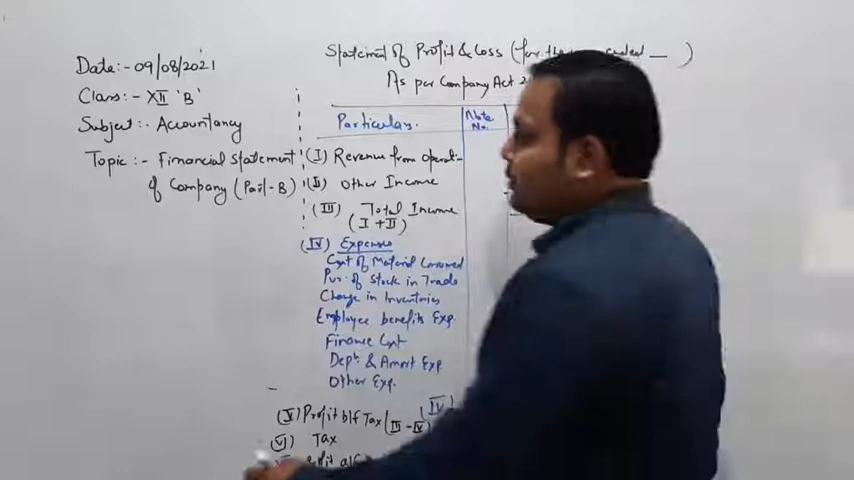 Date:- 09/08/2021
Class:- XII 'B'
Subject:- Accountancy
Topic:- Financial statement
of Company (Part-B)
Statement of Profit & Loss (for the ended __ )
As per Company Act 2
Particulars.
Note
No.
(I) Revenue from operat-
(II) Other Income
(III) Total Income
(I + II)
(IV) Expenses
Cost of Material Consumed
Pur. of Stock in Trade
Change in Inventories
Employee benefits Exp.
Finance Cost
Dept. & Amort Exp
Other Exp.
(V) Profit b/f Tax (III - IV)
(IV)
(VI) Tax